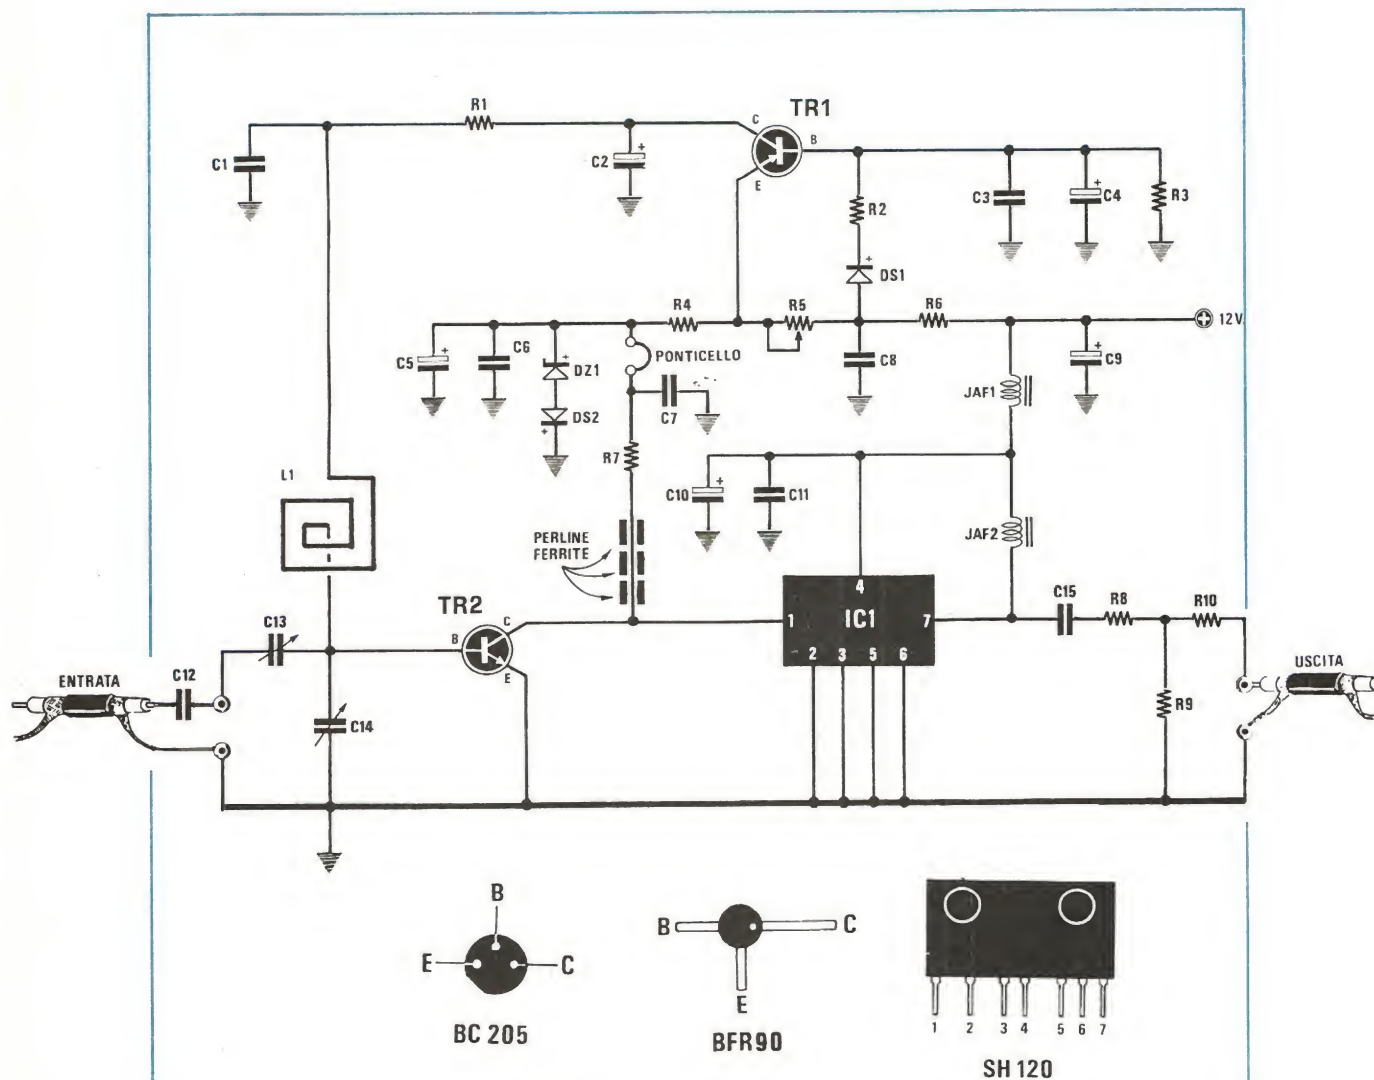 R1
TR1
C
B
E
C1
C2
+
R2
C3
+
C4
R3
+
DS1
R4
R5
R6
12V.
+
C5
C6
+
DZ1
DS2
+
PONTICELLO
C7
C8
+
C9
JAF1
R7
L1
+
C10
C11
JAF2
PERLINE
FERRITE
TR2
B
C
E
C13
4
1
IC1
7
2
3
5
6
C15
R8
R10
ENTRATA
C12
C14
R9
USCITA
B
E
C
BC 205
B
C
E
BFR90
1
2
3
4
5
6
7
SH 120